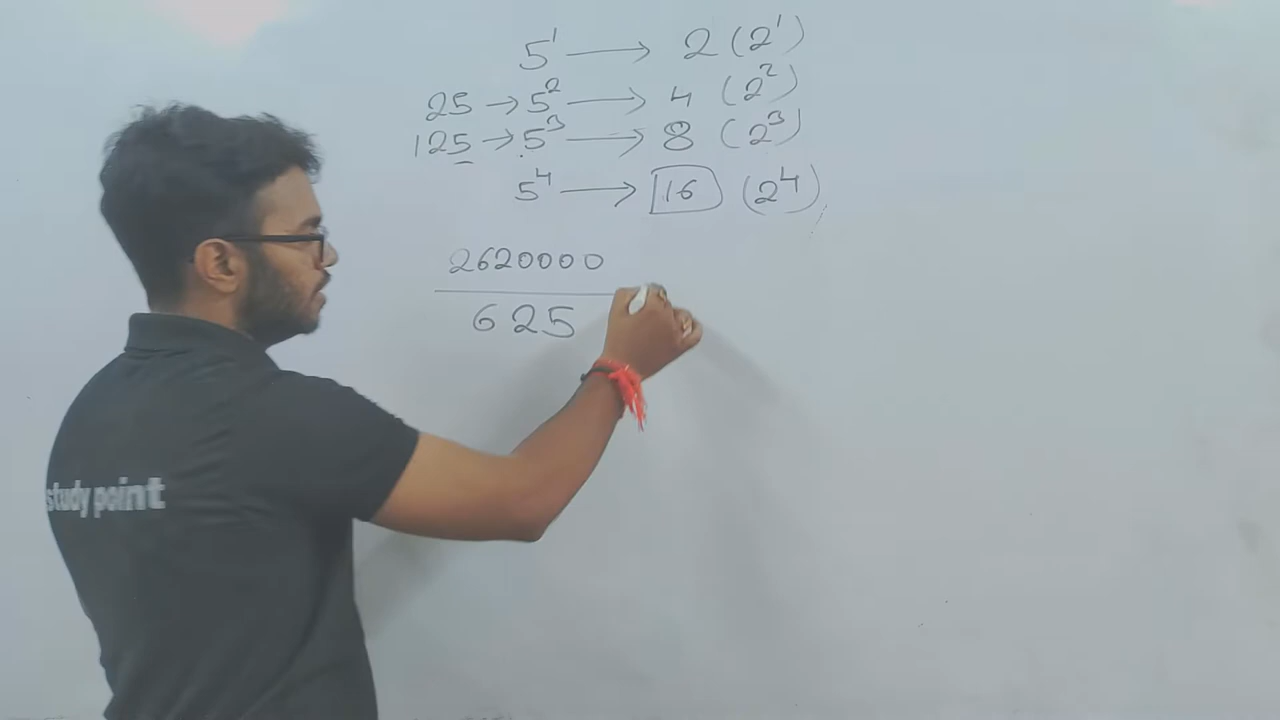 5¹ → 2 (2¹)
25 → 5² → 4 (2²)
125 → 5³ → 8 (2³)
5⁴ → 16 (2⁴)
2620000
625
study point